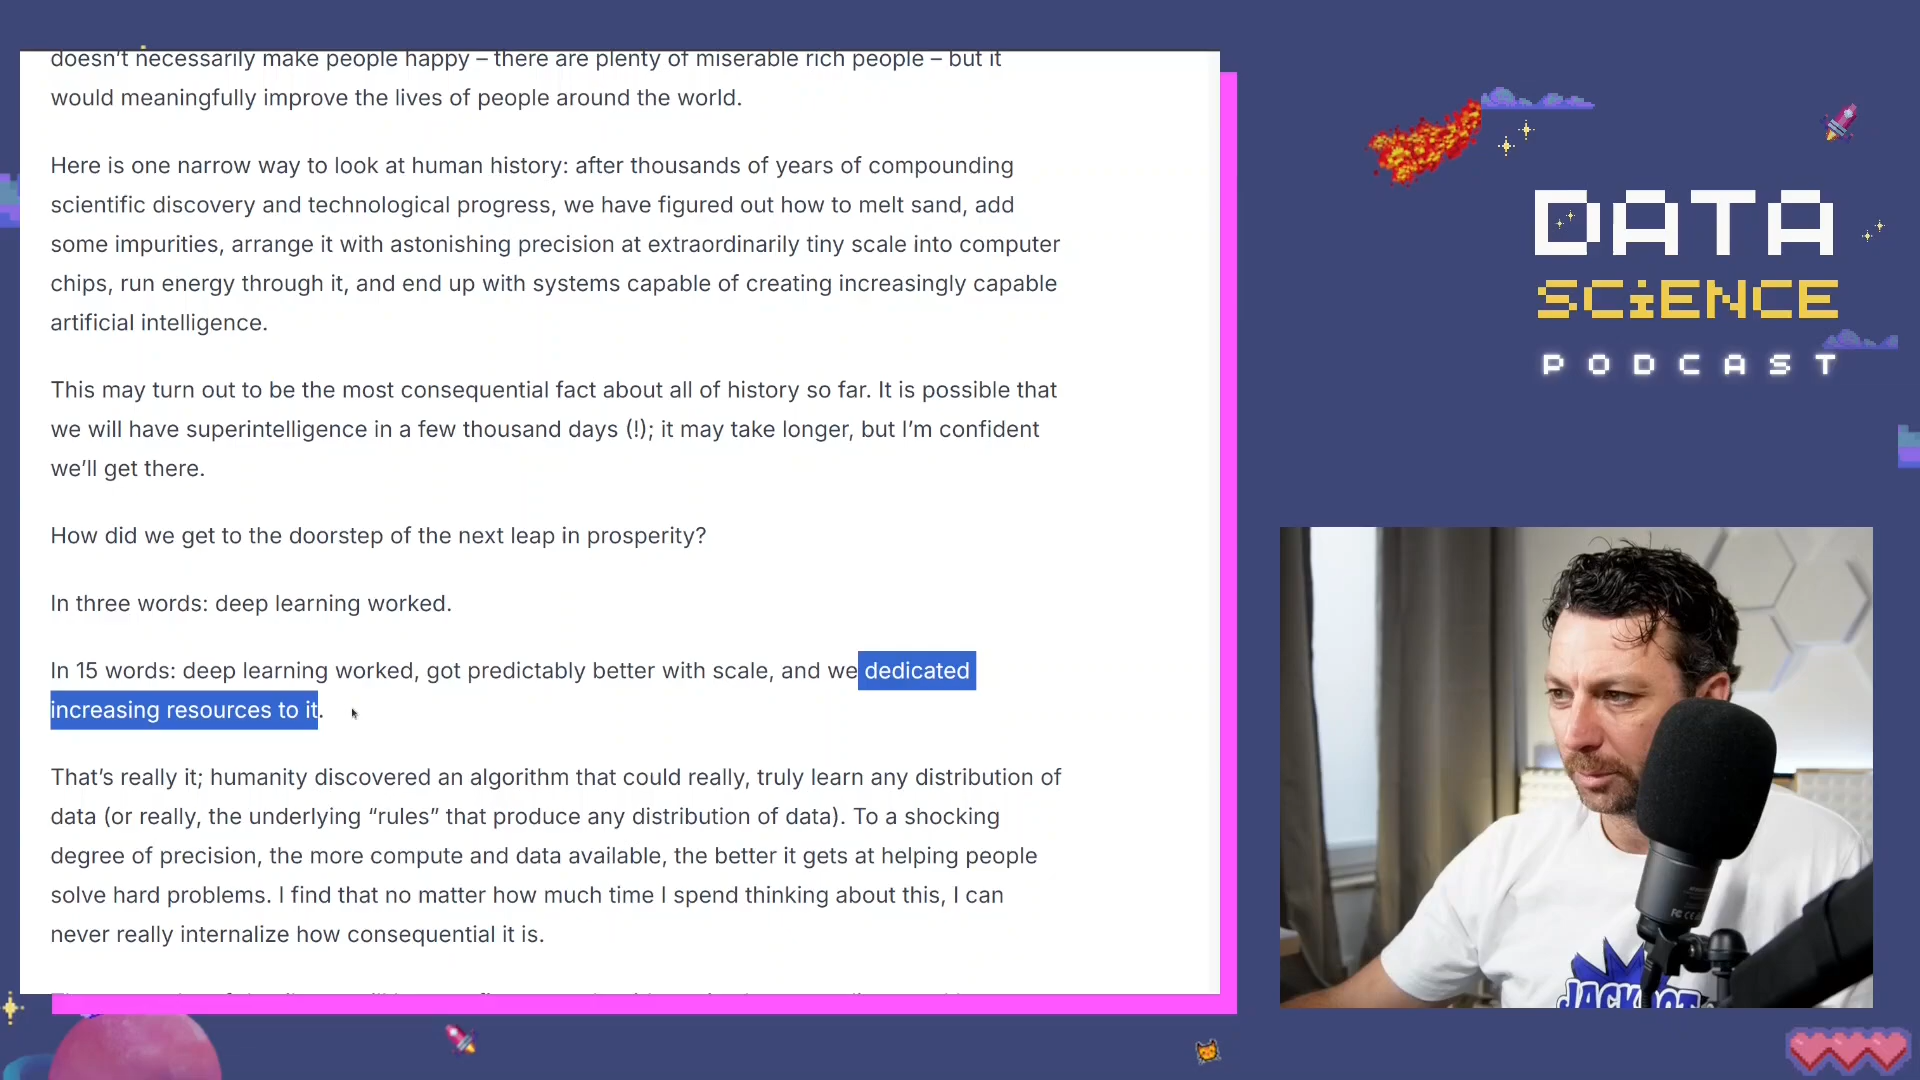 doesn’t necessarily make people happy – there are plenty of miserable rich people – but it
would meaningfully improve the lives of people around the world.
Here is one narrow way to look at human history: after thousands of years of compounding
scientific discovery and technological progress, we have figured out how to melt sand, add
some impurities, arrange it with astonishing precision at extraordinarily tiny scale into computer
chips, run energy through it, and end up with systems capable of creating increasingly capable
artificial intelligence.
This may turn out to be the most consequential fact about all of history so far. It is possible that
we will have superintelligence in a few thousand days (!); it may take longer, but I’m confident
we’ll get there.
How did we get to the doorstep of the next leap in prosperity?
In three words: deep learning worked.
In 15 words: deep learning worked, got predictably better with scale, and we dedicated
increasing resources to it.
That’s really it; humanity discovered an algorithm that could really, truly learn any distribution of
data (or really, the underlying “rules” that produce any distribution of data). To a shocking
degree of precision, the more compute and data available, the better it gets at helping people
solve hard problems. I find that no matter how much time I spend thinking about this, I can
never really internalize how consequential it is.
DATA
SCiENCE
PODCAST
JACKPOT
FC CE